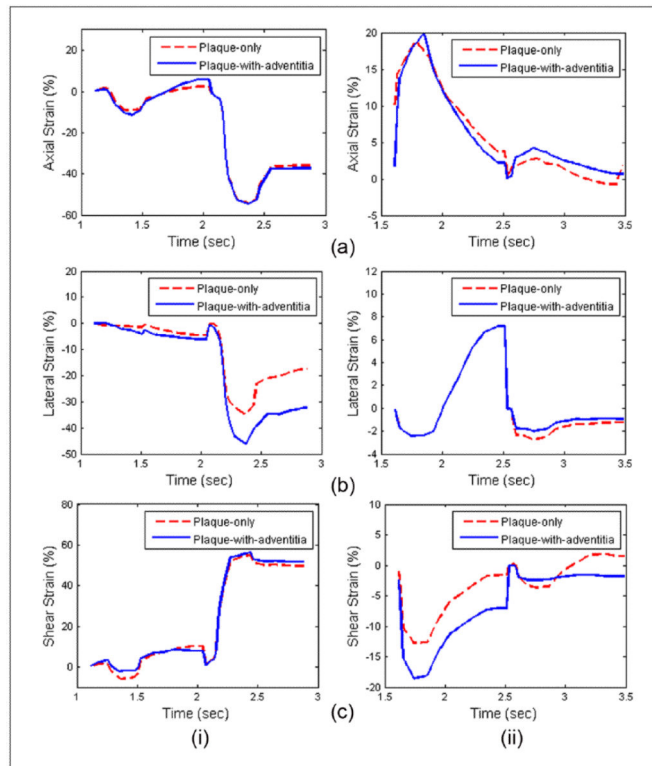 Plaque-only
Plaque-with-adventitia
20
0
-20
-40
-60
Axial Strain (%)
1
1.5
2
2.5
3
Time (sec)
Plaque-only
Plaque-with-adventitia
20
15
10
5
0
5
Axial Strain (%)
2
2.5
3
3.5
Time (sec)
(a)
Plaque-only
Plaque-with-adventitia
20
10
0
-10
-20
-30
-40
-50
Lateral Strain (%)
1
1.5
2
2.5
3
Time (sec)
Plaque-only
Plaque-with-adventitia
12
10
8
6
4
2
0
-2
-4
Lateral Strain (%)
2
2.5
3
3.5
Time (sec)
(b)
Plaque-only
Plaque-with-adventitia
80
60
40
20
0
Shear Strain (%)
1
1.5
2
2.5
3
Time (sec)
Plaque-only
Plaque-with-adventitia
10
5
0
-5
-10
-15
-20
Shear Strain (%)
2
2.5
3
3.5
Time (sec)
(c)
(i)
(ii)